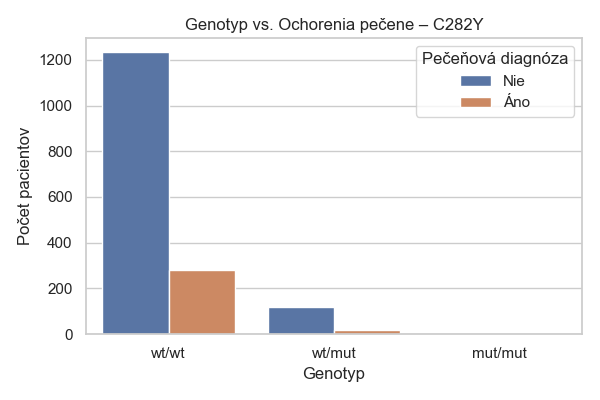 Genotyp vs. Ochorenia pečene – C282Y
Pečeňová diagnóza
Nie
Áno
Počet pacientov
1200
1000
800
600
400
200
0
wt/wt
wt/mut
mut/mut
Genotyp